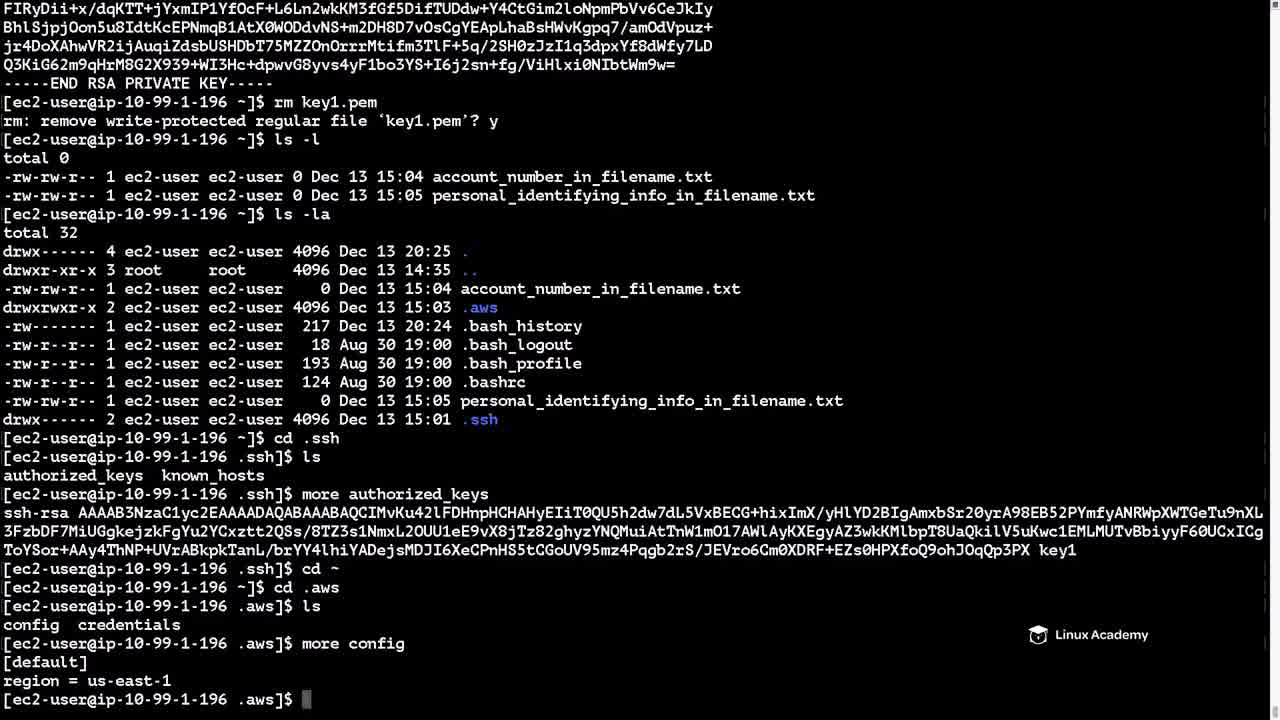 FIRyDii+x/dqKTT+jYxmIP1YfOcF+L6Ln2wkKM3fGf5DifTUDdw+Y4CtGim2loNpmPbVv6CeJkIy
BhlSjpjOon5u8IdtKcEPNmqB1AtX0WODdvNS+m2DH8D7vOsCgYEApLhaBsHWvKgpq7/amOdVpuz+
jr4DoXAhwVR2ijAuqiZdsbUSHDbT75MZZOnOrrrMtifm3TlF+5q/2SH0zJzI1q3dpxYf8dWfy7LD
Q3KiG62m9qHrM8G2X939+WI3Hc+dpwvG8yvs4yF1bo3YS+I6j2sn+fg/ViHlxi0NIbtWm9w=
-----END RSA PRIVATE KEY-----
[ec2-user@ip-10-99-1-196 ~]$ rm key1.pem
rm: remove write-protected regular file ‘key1.pem’? y
[ec2-user@ip-10-99-1-196 ~]$ ls -l
total 0
-rw-rw-r-- 1 ec2-user ec2-user 0 Dec 13 15:04 account_number_in_filename.txt
-rw-rw-r-- 1 ec2-user ec2-user 0 Dec 13 15:05 personal_identifying_info_in_filename.txt
[ec2-user@ip-10-99-1-196 ~]$ ls -la
total 32
drwx------ 4 ec2-user ec2-user 4096 Dec 13 20:25 .
drwxr-xr-x 3 root     root     4096 Dec 13 14:35 ..
-rw-rw-r-- 1 ec2-user ec2-user    0 Dec 13 15:04 account_number_in_filename.txt
drwxrwxr-x 2 ec2-user ec2-user 4096 Dec 13 15:03 .aws
-rw------- 1 ec2-user ec2-user  217 Dec 13 20:24 .bash_history
-rw-r--r-- 1 ec2-user ec2-user   18 Aug 30 19:00 .bash_logout
-rw-r--r-- 1 ec2-user ec2-user  193 Aug 30 19:00 .bash_profile
-rw-r--r-- 1 ec2-user ec2-user  124 Aug 30 19:00 .bashrc
-rw-rw-r-- 1 ec2-user ec2-user    0 Dec 13 15:05 personal_identifying_info_in_filename.txt
drwx------ 2 ec2-user ec2-user 4096 Dec 13 15:01 .ssh
[ec2-user@ip-10-99-1-196 ~]$ cd .ssh
[ec2-user@ip-10-99-1-196 .ssh]$ ls
authorized_keys  known_hosts
[ec2-user@ip-10-99-1-196 .ssh]$ more authorized_keys
ssh-rsa AAAAB3NzaC1yc2EAAAADAQABAAABAQCIMvKu42lFDHnpHCHAHyEIiT0QU5h2dw7dL5VxBECG+hixImX/yHlYD2BIgAmxbSr20yrA98EB52PYmfyANRWpXWTGeTu9nXL
3FzbDF7MiUGgkejzkFgYu2YCxztt2QSs/8TZ3s1NmxL2OUU1eE9vX8jTz82ghyzYNQMuiAtTnW1mO17AWlAyKXEgyAZ3wkKMlbpT8UaQkilV5uKwc1EMLMUTvBbiyyF60UCxICg
ToYSor+AAy4ThNP+UVrABkpkTanL/brYY4lhiYADejsMDJI6XeCPnHS5tCGoUV95mz4Pqgb2rS/JEVro6Cm0XDRF+EZs0HPXfoQ9ohJOqQp3PX key1
[ec2-user@ip-10-99-1-196 .ssh]$ cd ~
[ec2-user@ip-10-99-1-196 ~]$ cd .aws
[ec2-user@ip-10-99-1-196 .aws]$ ls
config  credentials
[ec2-user@ip-10-99-1-196 .aws]$ more config
Linux Academy
[default]
region = us-east-1
[ec2-user@ip-10-99-1-196 .aws]$